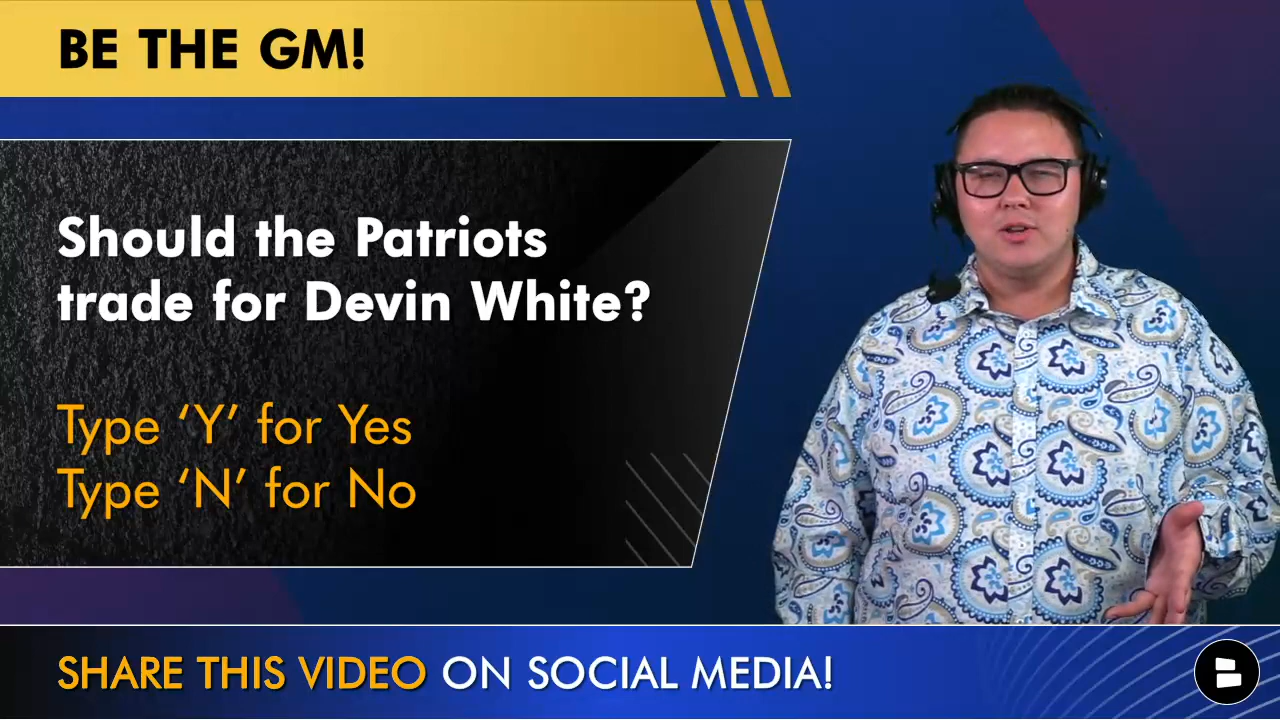 BE THE GM!
Should the Patriots
trade for Devin White?
Type ‘Y’ for Yes
Type ‘N’ for No
SHARE THIS VIDEO ON SOCIAL MEDIA!